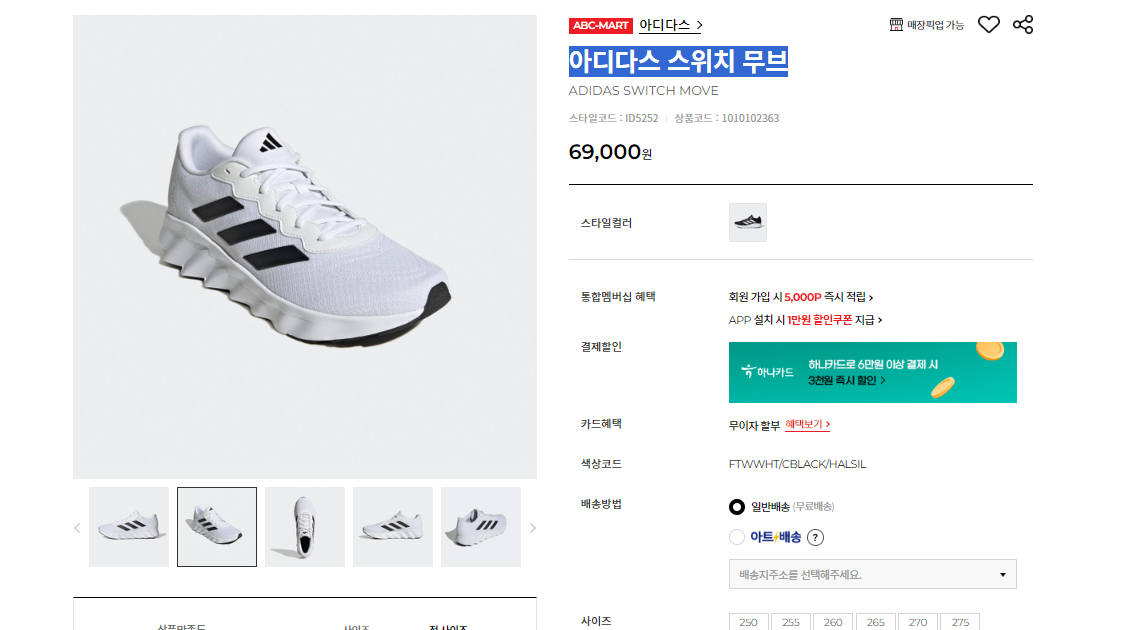 ABC-MART 아디다스 >
매장픽업 가능
아디다스 스위치 무브
ADIDAS SWITCH MOVE
스타일코드 : ID5252 상품코드 : 1010102363
69,000원
스타일컬러
통합멤버십 혜택
회원 가입 시 5,000P 즉시 적립 >
APP 설치 시 1만원 할인쿠폰 지급 >
결제할인
하나카드
하나카드로 6만원 이상 결제 시
3천원 즉시 할인 >
카드혜택
무이자 할부 혜택보기 >
색상코드
FTWWHT/CBLACK/HALSIL
배송방법
일반배송 (무료배송)
아트배송 ?
배송지주소를 선택해주세요.
사이즈
250 255 260 265 270 275
상품만족도 사이즈 전 사이즈